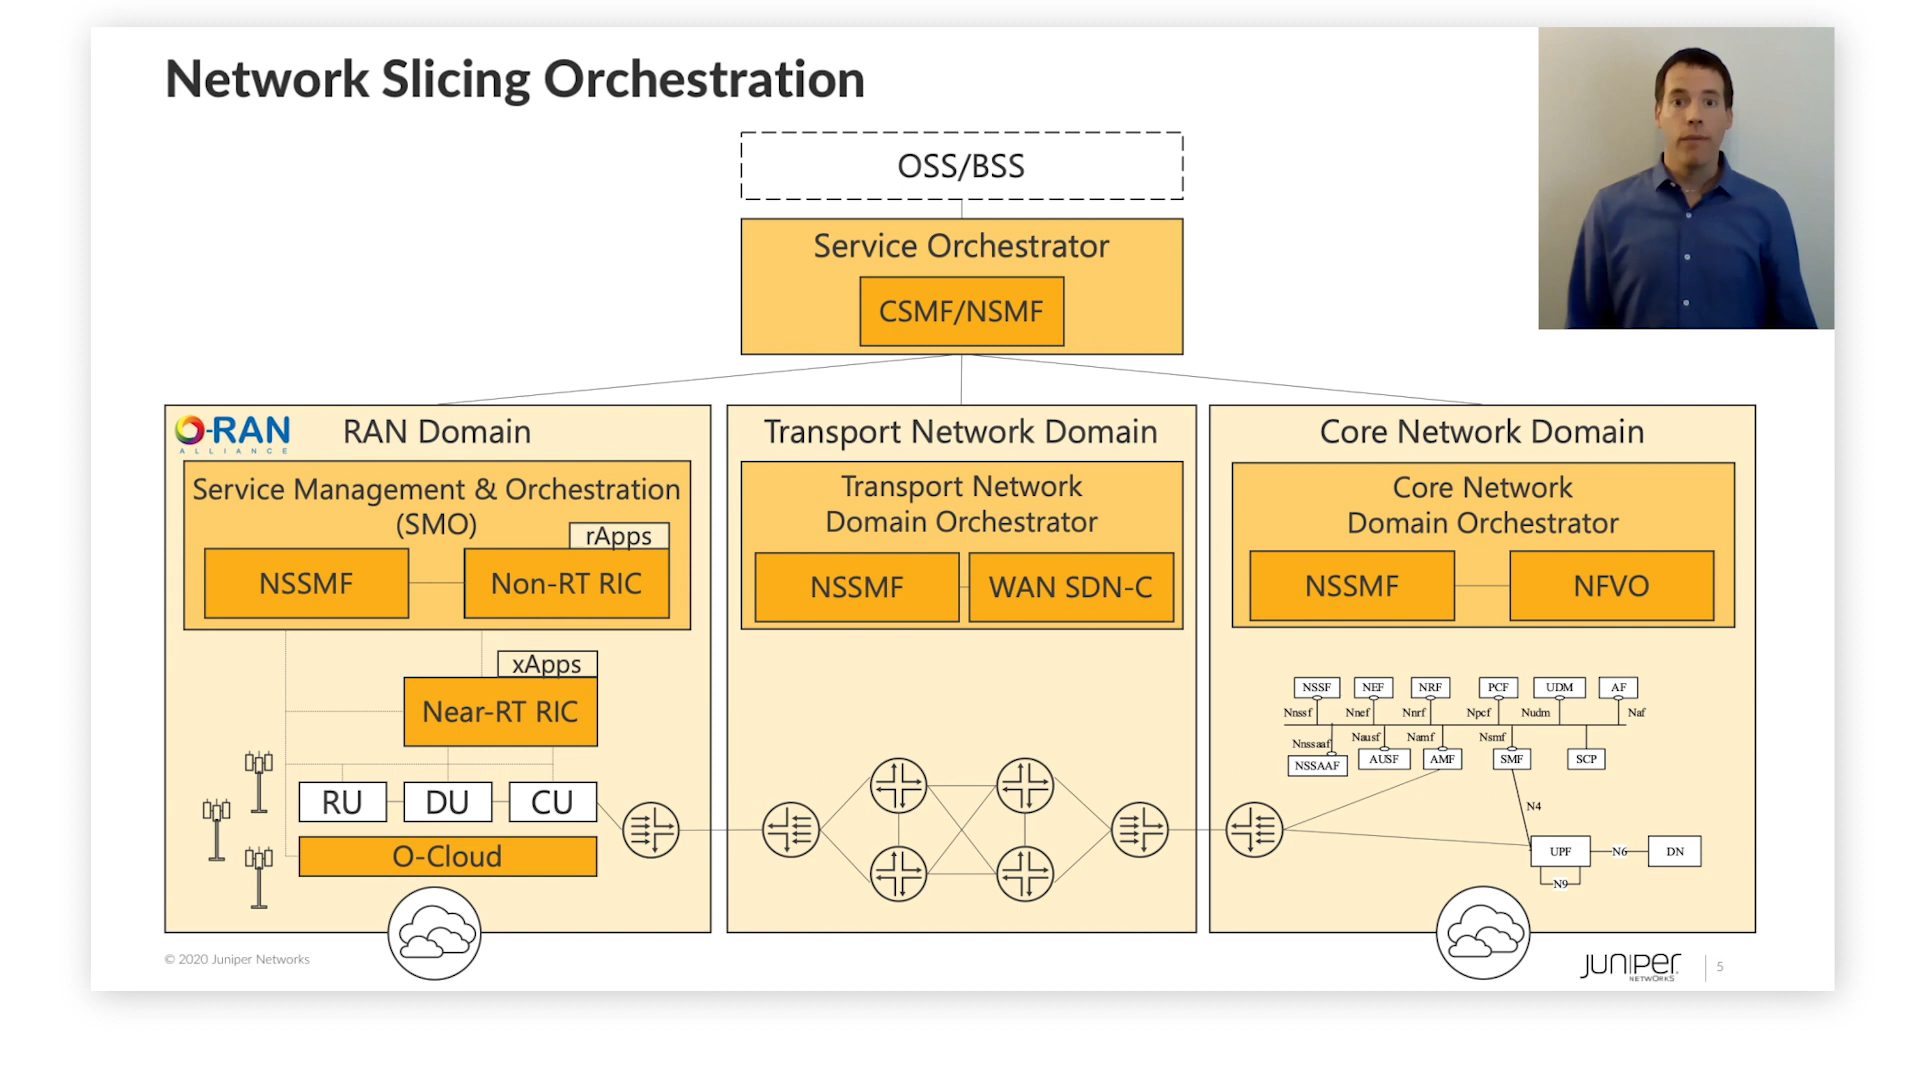 Network Slicing Orchestration
OSS/BSS
Service Orchestrator
CSMF/NSMF
O-RAN
ALLIANCE
RAN Domain
Service Management & Orchestration
(SMO)
rApps
NSSMF
Non-RT RIC
xApps
Near-RT RIC
RU
DU
CU
O-Cloud
Transport Network Domain
Transport Network
Domain Orchestrator
NSSMF
WAN SDN-C
Core Network Domain
Core Network
Domain Orchestrator
NSSMF
NFVO
NSSF
NEF
NRF
PCF
UDM
AF
Nnssf
Nnef
Nnrf
Npcf
Nudm
Naf
Nnssaaf
Nausf
Namf
Nsmf
NSSAAF
AUSF
AMF
SMF
SCP
N4
UPF
N6
DN
N9
© 2020 Juniper Networks
JUNIPer
NETWORKS
5